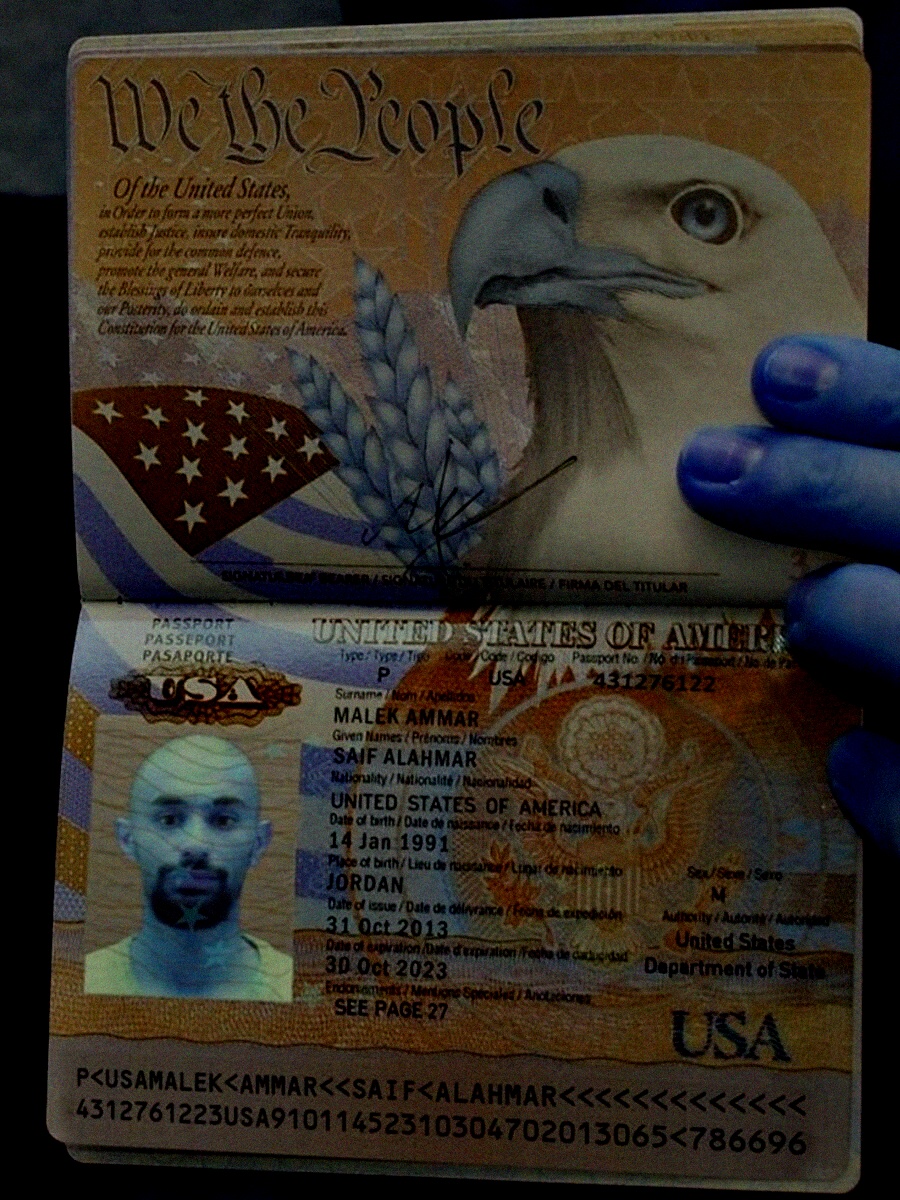 We the People
Of the United States,
in Order to form a more perfect Union,
establish Justice, insure domestic Tranquility,
provide for the common defence,
promote the general Welfare, and secure
the Blessings of Liberty to ourselves and
our Posterity, do ordain and establish this
Constitution for the United States of America.
SIGNATURE OF BEARER / SIGNATURE DU TITULAIRE / FIRMA DEL TITULAR
PASSPORT
PASSEPORT
PASAPORTE
USA
UNITED STATES OF AMER
Type / Type / Tipo Code / Code / Codigo Passport No. / No. du Passeport / No. de
P USA 431276122
Surname / Nom / Apellidos
MALEK AMMAR
Given Names / Prénoms / Nombres
SAIF ALAHMAR
Nationality / Nationalité / Nacionalidad
UNITED STATES OF AMERICA
Date of birth / Date de naissance / Fecha de nacimiento
14 Jan 1991
Place of birth / Lieu de naissance / Lugar de nacimiento
JORDAN
Sex / Sexe / Sexo
M
Date of issue / Date de délivrance / Fecha de expedición
31 Oct 2013
Authority / Autorité / Autoridad
United States
Department of State
Date of expiration / Date d'expiration / Fecha de caducidad
30 Oct 2023
Endorsements / Mentions Spéciales / Anotaciones
SEE PAGE 27
USA
P<USAMALEK<AMMAR<<SAIF<ALAHMAR<<<<<<<<<<<<<
4312761223USA9101145231030470201 3065<786696